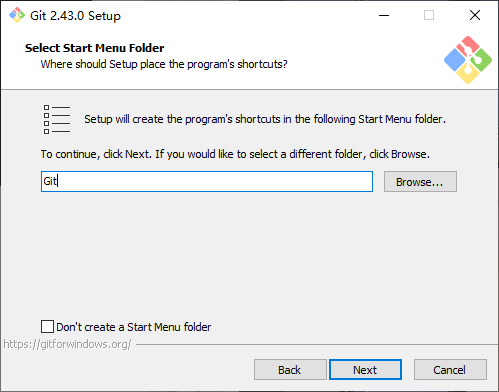 Git 2.43.0 Setup
Select Start Menu Folder
Where should Setup place the program's shortcuts?
Setup will create the program's shortcuts in the following Start Menu folder.
To continue, click Next. If you would like to select a different folder, click Browse.
Git
Browse...
Don't create a Start Menu folder
https://gitforwindows.org/
Back
Next
Cancel